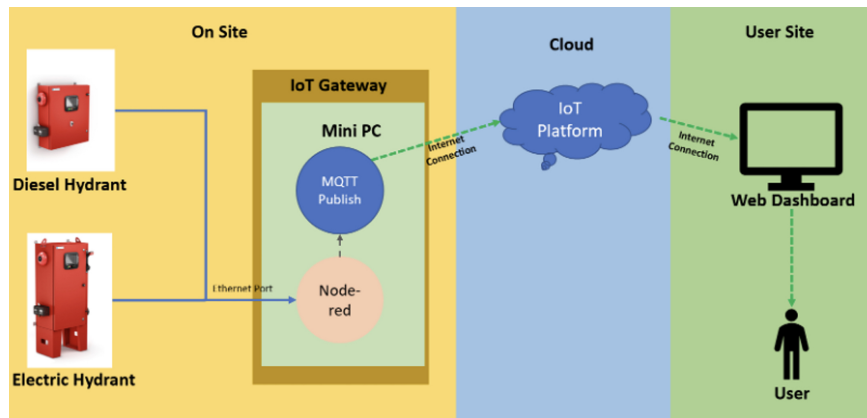 On Site
Cloud
User Site
IoT Gateway
Mini PC
Diesel Hydrant
MQTT
Publish
Internet
Connection
IoT
Platform
Internet
Connection
Web Dashboard
Ethernet Port
Node-
red
Electric Hydrant
User